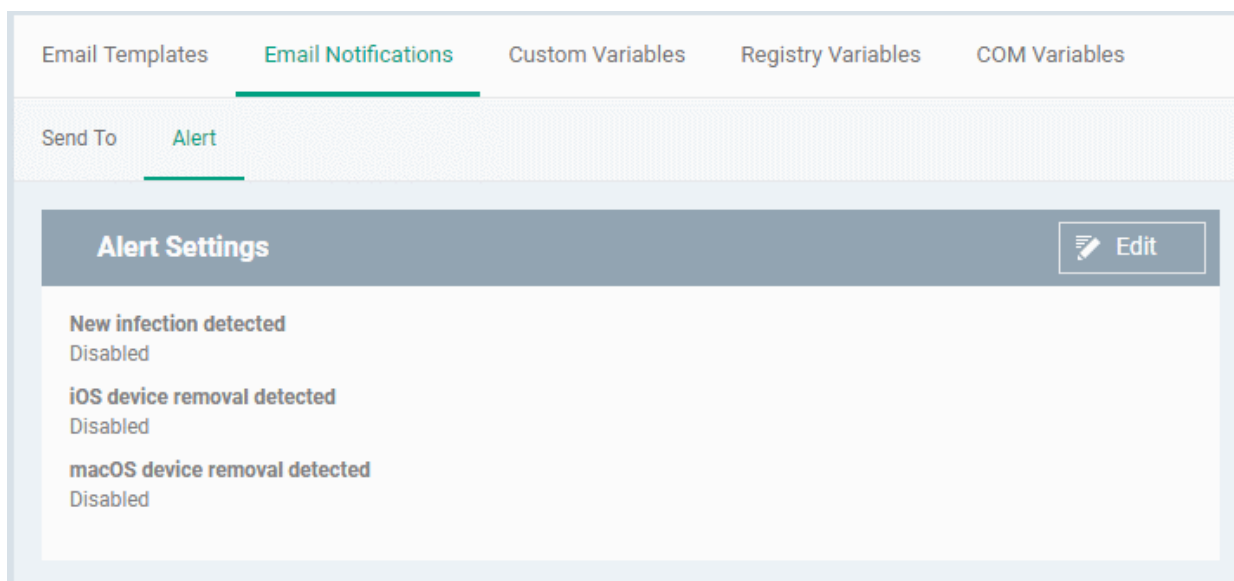 Email Templates Email Notifications Custom Variables Registry Variables COM Variables
Send To Alert
Alert Settings Edit
New infection detected
Disabled
iOS device removal detected
Disabled
macOS device removal detected
Disabled